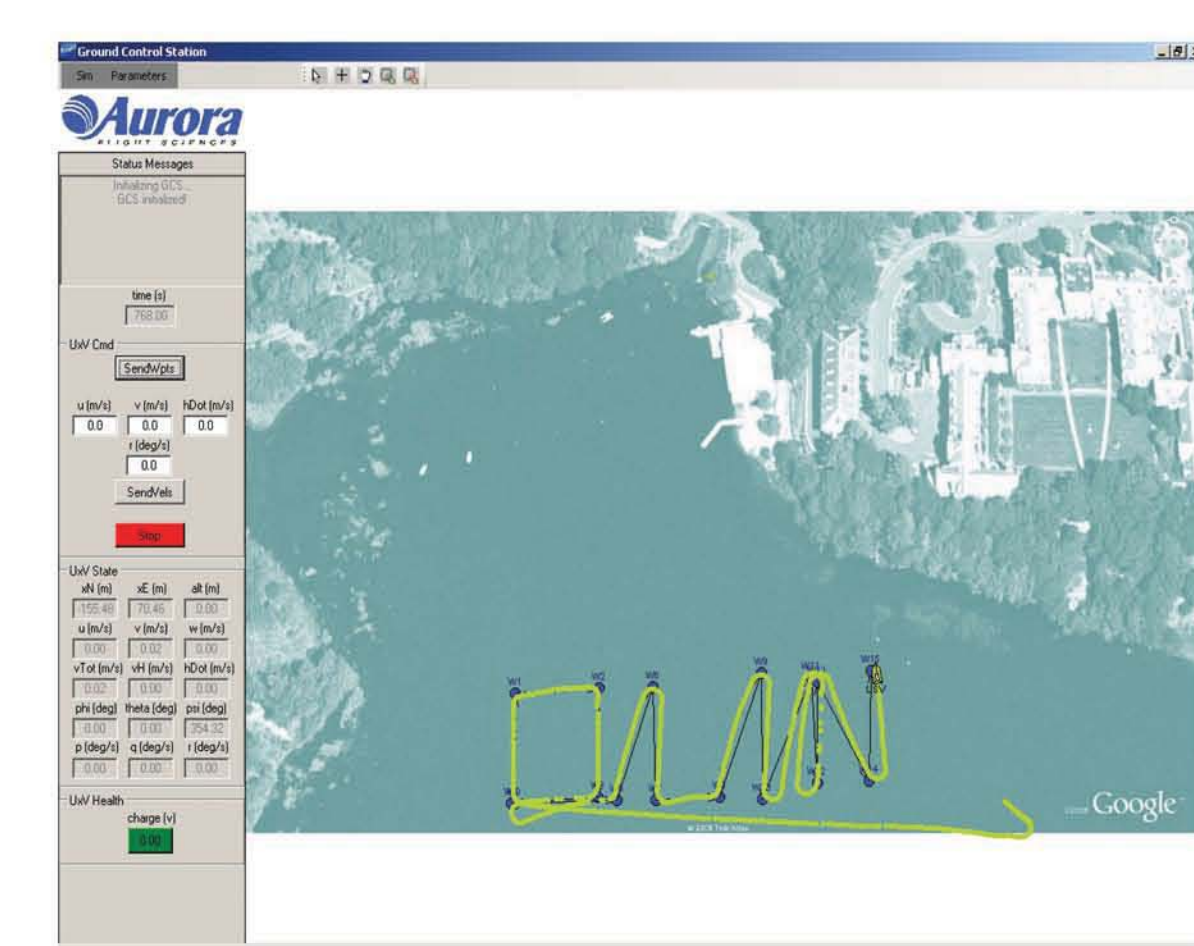 Ground Control Station
Sim Parameters
Aurora
FLIGHT SCIENCES
Status Messages
Initializing GCS...
GCS initialized!
time (s)
768.00
UxV Cmd
SendWpts
u (m/s) v (m/s) hDot (m/s)
0.0 0.0 0.0
r (deg/s)
0.0
SendVels
Stop
UxV State
xN (m) xE (m) alt (m)
-155.48 70.46 0.00
u (m/s) v (m/s) w (m/s)
0.00 0.02 0.00
vTot (m/s) vH (m/s) hDot (m/s)
0.02 0.00 0.00
phi (deg) theta (deg) psi (deg)
0.00 0.00 354.32
p (deg/s) q (deg/s) r (deg/s)
0.00 0.00 0.00
UxV Health
charge (v)
0.00
W1
W9
Google